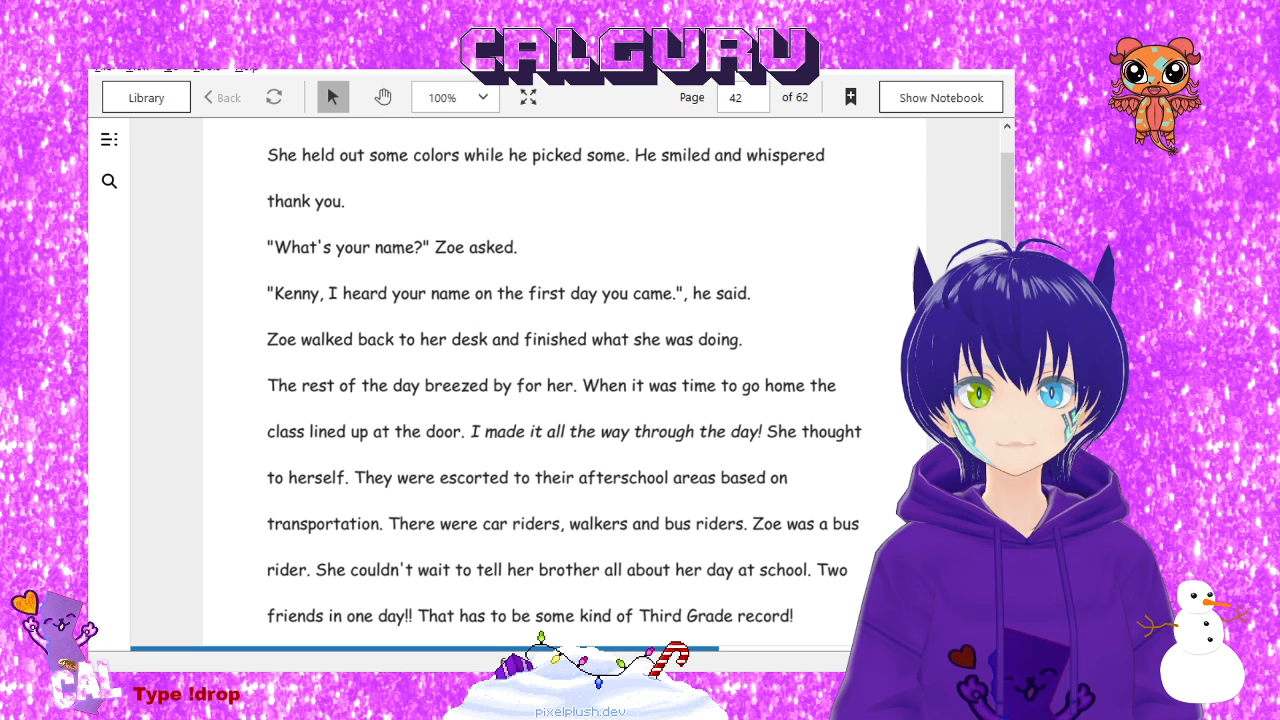 CALGURU
Library
Back
100%
Page
42
of 62
Show Notebook
She held out some colors while he picked some. He smiled and whispered
thank you.
"What's your name?" Zoe asked.
"Kenny, I heard your name on the first day you came.", he said.
Zoe walked back to her desk and finished what she was doing.
The rest of the day breezed by for her. When it was time to go home the
class lined up at the door. I made it all the way through the day! She thought
to herself. They were escorted to their afterschool areas based on
transportation. There were car riders, walkers and bus riders. Zoe was a bus
rider. She couldn't wait to tell her brother all about her day at school. Two
friends in one day!! That has to be some kind of Third Grade record!
CAL
Type !drop
pixelplush.dev